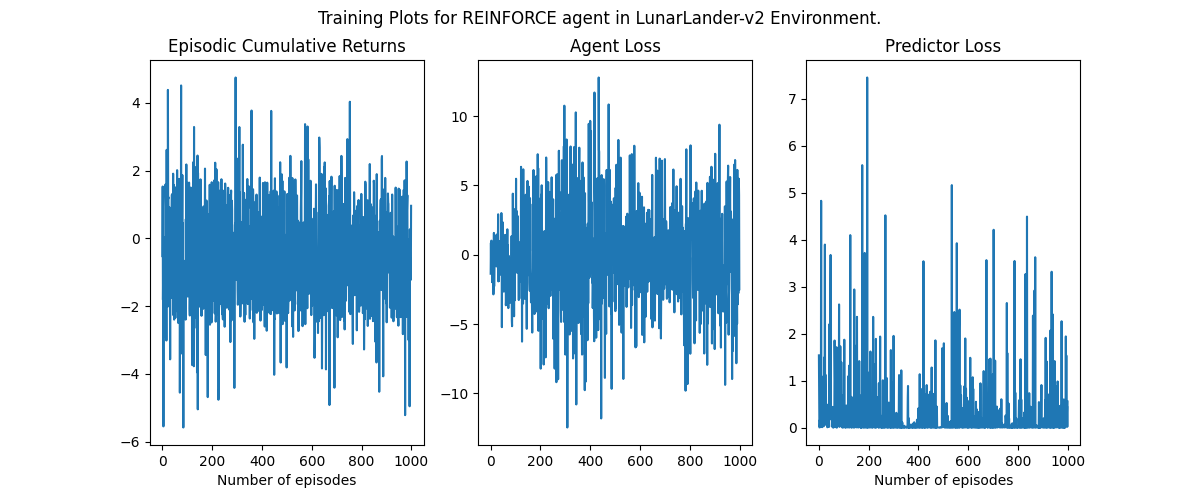 Training Plots for REINFORCE agent in LunarLander-v2 Environment.
Episodic Cumulative Returns
4
2
0
−2
−4
−6
0 200 400 600 800 1000
Number of episodes
Agent Loss
10
5
0
−5
−10
0 200 400 600 800 1000
Predictor Loss
7
6
5
4
3
2
1
0
0 200 400 600 800 1000
Number of episodes